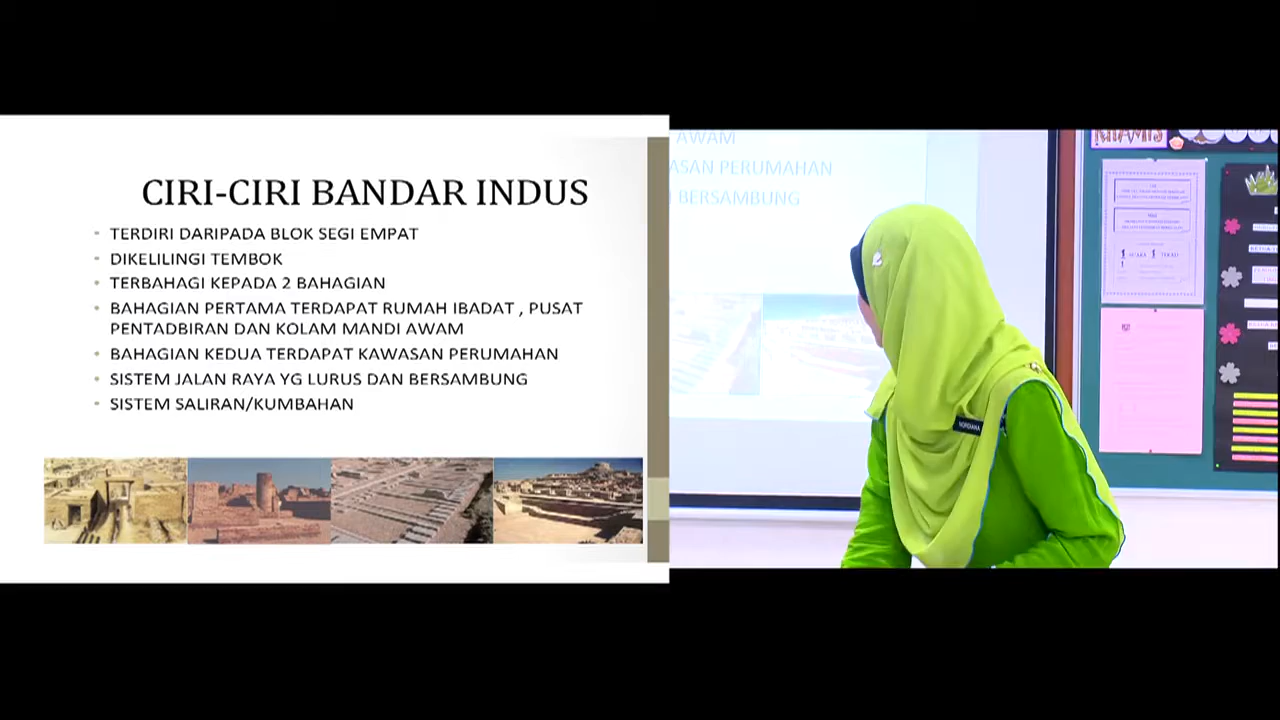 CIRI-CIRI BANDAR INDUS
TERDIRI DARIPADA BLOK SEGI EMPAT
DIKELILINGI TEMBOK
TERBAHAGI KEPADA 2 BAHAGIAN
BAHAGIAN PERTAMA TERDAPAT RUMAH IBADAT , PUSAT
PENTADBIRAN DAN KOLAM MANDI AWAM
BAHAGIAN KEDUA TERDAPAT KAWASAN PERUMAHAN
SISTEM JALAN RAYA YG LURUS DAN BERSAMBUNG
SISTEM SALIRAN/KUMBAHAN
AWAM
ASAN PERUMAHAN
N BERSAMBUNG
KHAMIS